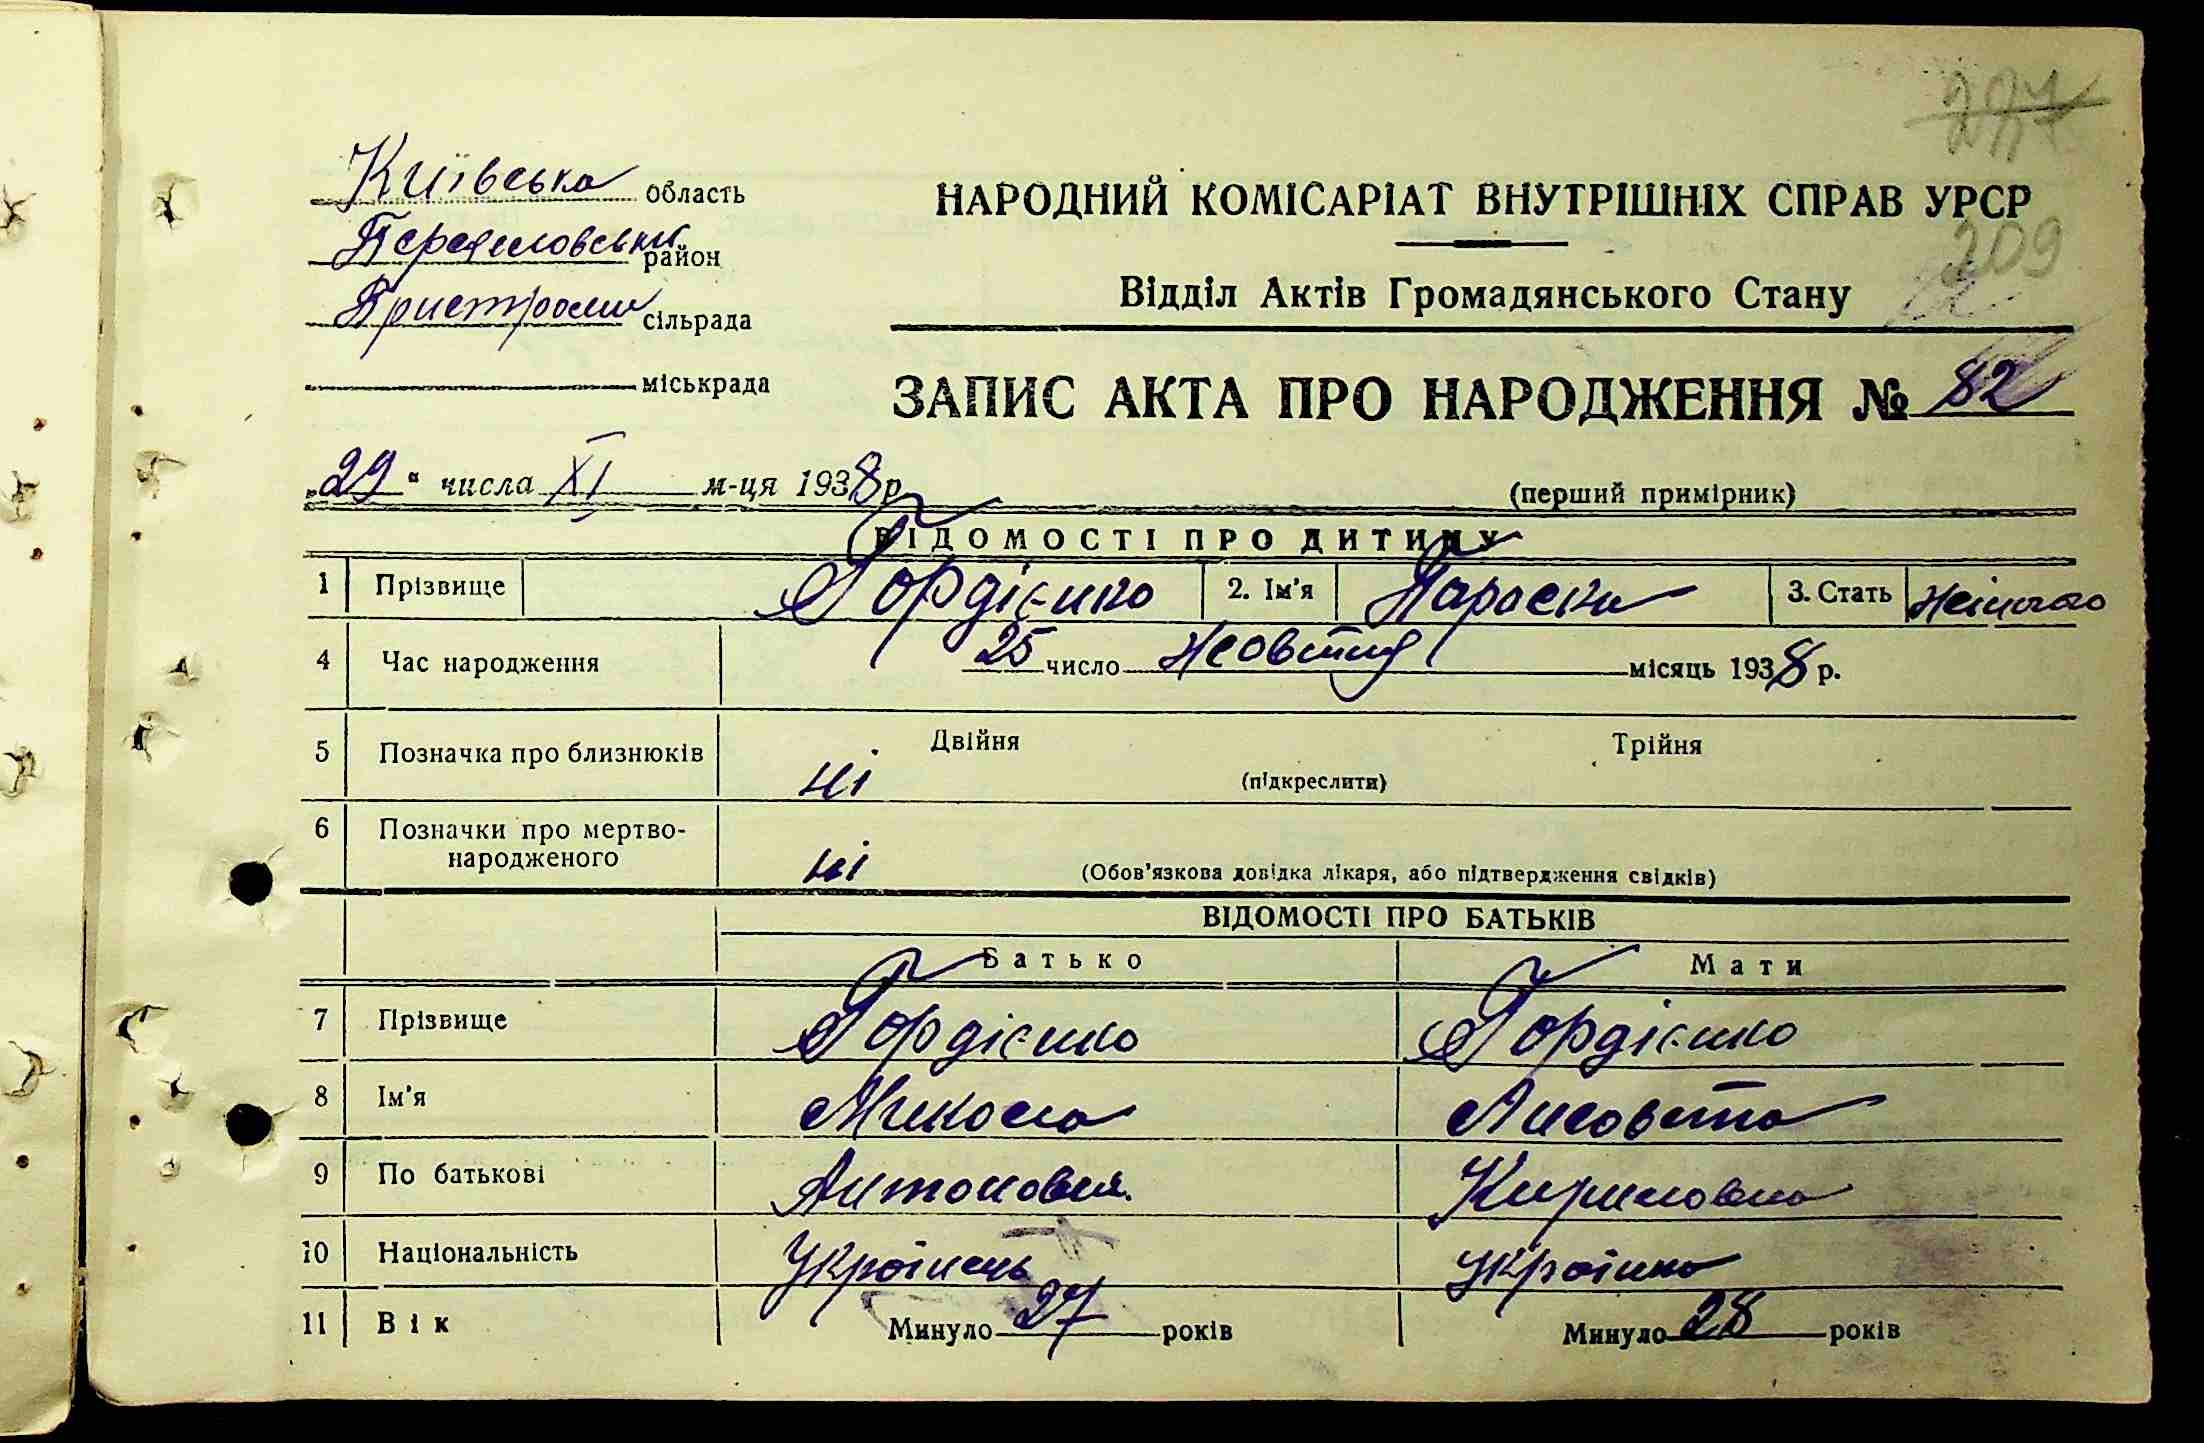 227
Київська область
209
НАРОДНИЙ КОМІСАРІАТ ВНУТРІШНІХ СПРАВ УРСР
район
Відділ Актів Громадянського Стану
сільрада
міськрада
ЗАПИС АКТА ПРО НАРОДЖЕННЯ № 82
„29“ числа XI м-ця 1938 р.
(перший примірник)
ВІДОМОСТІ ПРО ДИТИНУ
1 Прізвище Гордієнко 2. Ім'я Параска 3. Стать жіноча
4 Час народження 25 число Жовтня місяць 1938 р.
5 Позначка про близнюків ні Двійня Трійня
(підкреслити)
6 Позначки про мертво-
народженого ні (Обов'язкова довідка лікаря, або підтвердження свідків)
ВІДОМОСТІ ПРО БАТЬКІВ
Батько Мати
7 Прізвище Гордієнко Гордієнко
8 Ім'я Микола Лисовета
9 По батькові Антонович Кириловна
10 Національність Українець Українка
11 Вік Минуло 27 років Минуло 28 років